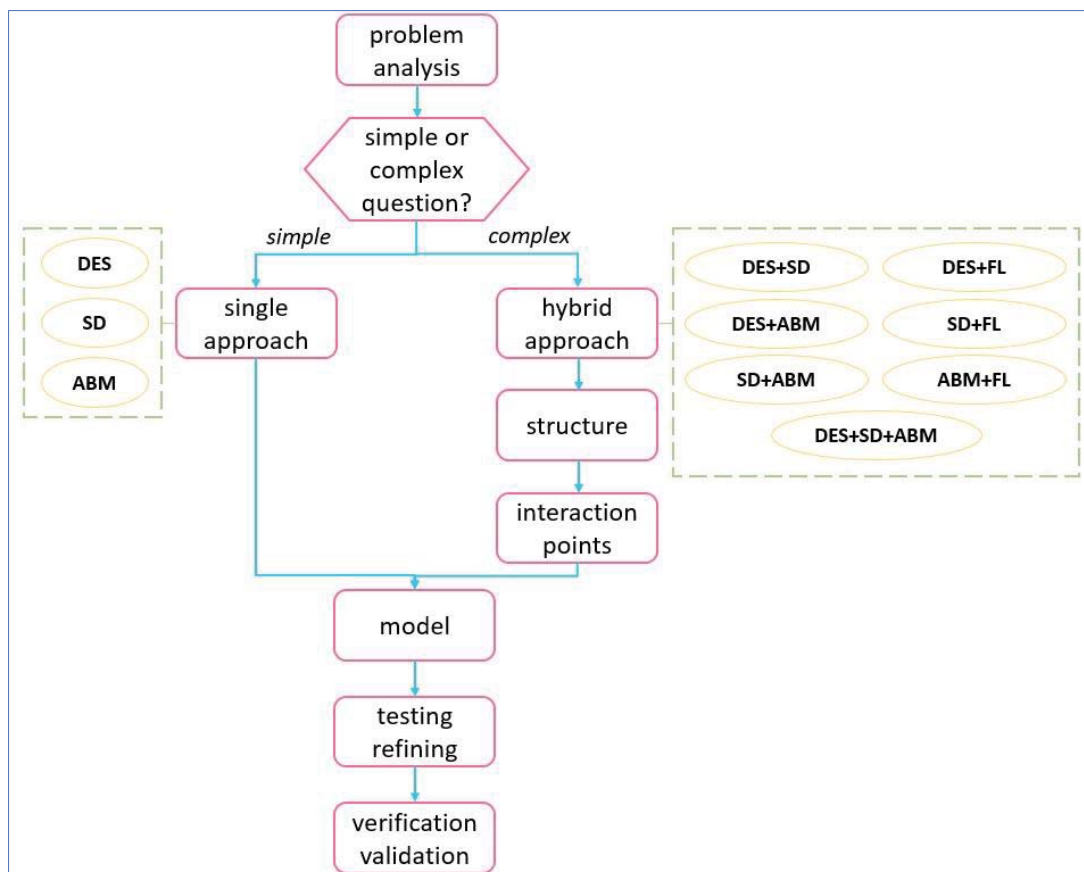 problem
analysis
simple or
complex
question?
simple
complex
DES
SD
ABM
single
approach
hybrid
approach
DES+SD
DES+FL
DES+ABM
SD+FL
SD+ABM
ABM+FL
DES+SD+ABM
structure
interaction
points
model
testing
refining
verification
validation